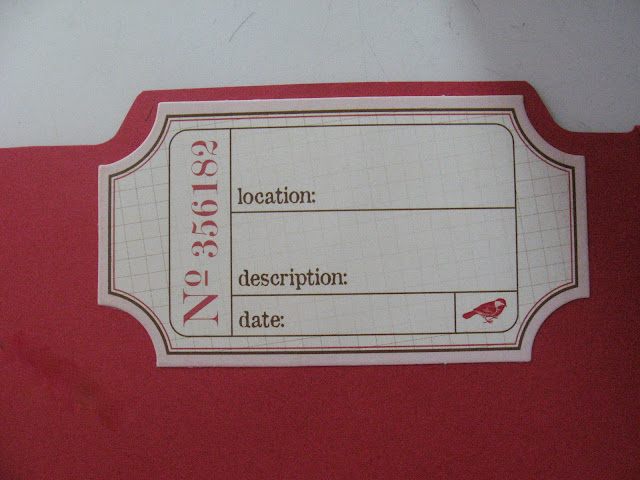 Nº 356182
location:
description:
date: